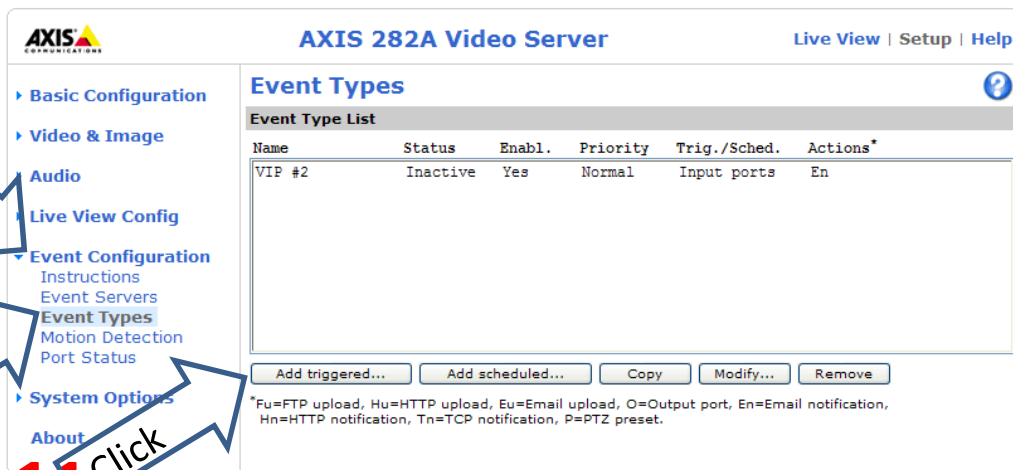 AXIS
COMMUNICATIONS
AXIS 282A Video Server
Live View | Setup | Help
Basic Configuration
Video & Image
Audio
Live View Config
Event Configuration
Instructions
Event Servers
Event Types
Motion Detection
Port Status
System Options
About
Event Types
Event Type List
Name Status Enabl. Priority Trig./Sched. Actions*
VIP #2 Inactive Yes Normal Input ports En
Add triggered... Add scheduled... Copy Modify... Remove
*Fu=FTP upload, Hu=HTTP upload, Eu=Email upload, O=Output port, En=Email notification,
Hn=HTTP notification, Tn=TCP notification, P=PTZ preset.
Click